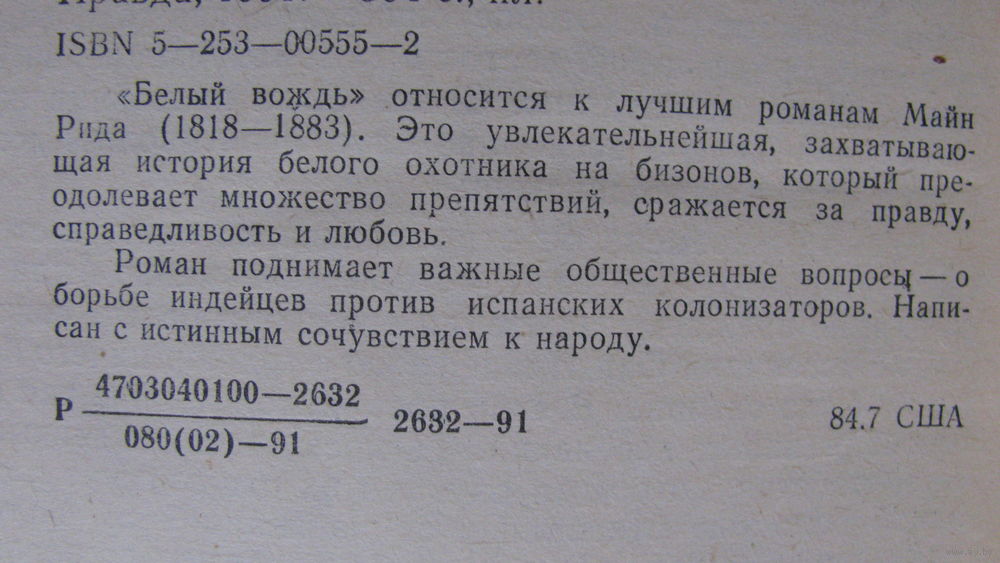 ISBN 5—253—00555—2
«Белый вождь» относится к лучшим романам Майн
Рида (1818—1883). Это увлекательнейшая, захватываю-
щая история белого охотника на бизонов, который пре-
одолевает множество препятствий, сражается за правду,
справедливость и любовь.
Роман поднимает важные общественные вопросы — о
борьбе индейцев против испанских колонизаторов. Напи-
сан с истинным сочувствием к народу.
Р 4703040100—2632
080(02)—91
2632—91
84.7 США